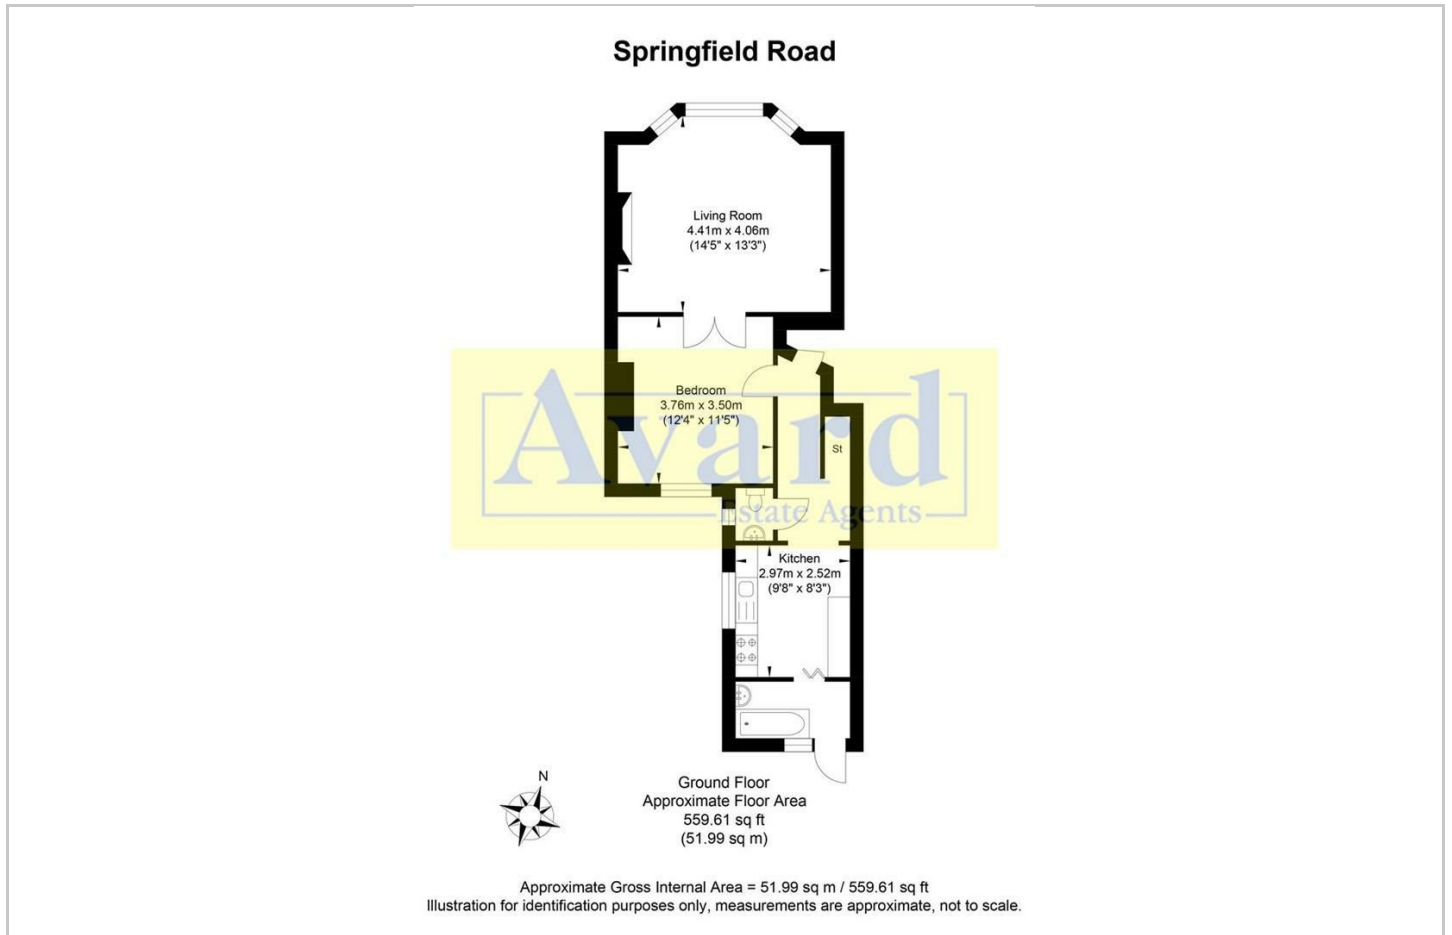 Springfield Road
Living Room
4.41m x 4.06m
(14'5" x 13'3")
Bedroom
3.76m x 3.50m
(12'4" x 11'5")
Avard
Estate Agents
St
Kitchen
2.97m x 2.52m
(9'8" x 8'3")
N
Ground Floor
Approximate Floor Area
559.61 sq ft
(51.99 sq m)
Approximate Gross Internal Area = 51.99 sq m / 559.61 sq ft
Illustration for identification purposes only, measurements are approximate, not to scale.